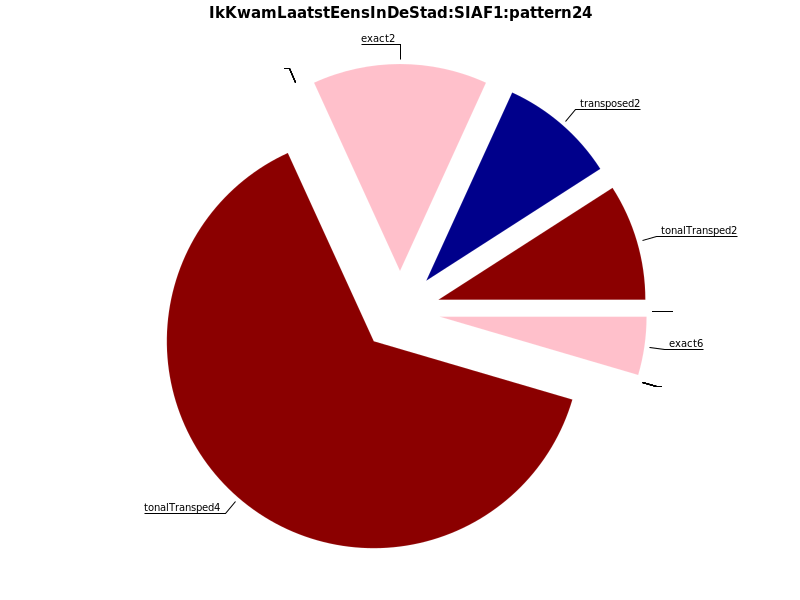 IkKwamLaatstEensInDeStad:SIAF1:pattern24
exact2
transposed2
tonalTransped2
exact6
tonalTransped4